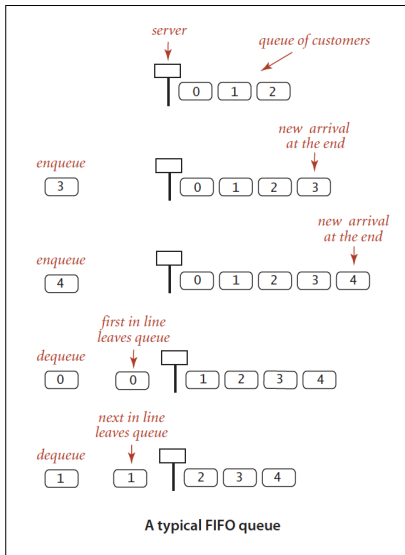 server
queue of customers
0 1 2
new arrival
at the end
enqueue
3 0 1 2 3
new arrival
at the end
enqueue
4 0 1 2 3 4
first in line
leaves queue
dequeue
0 0 1 2 3 4
next in line
leaves queue
dequeue
1 1 2 3 4
A typical FIFO queue